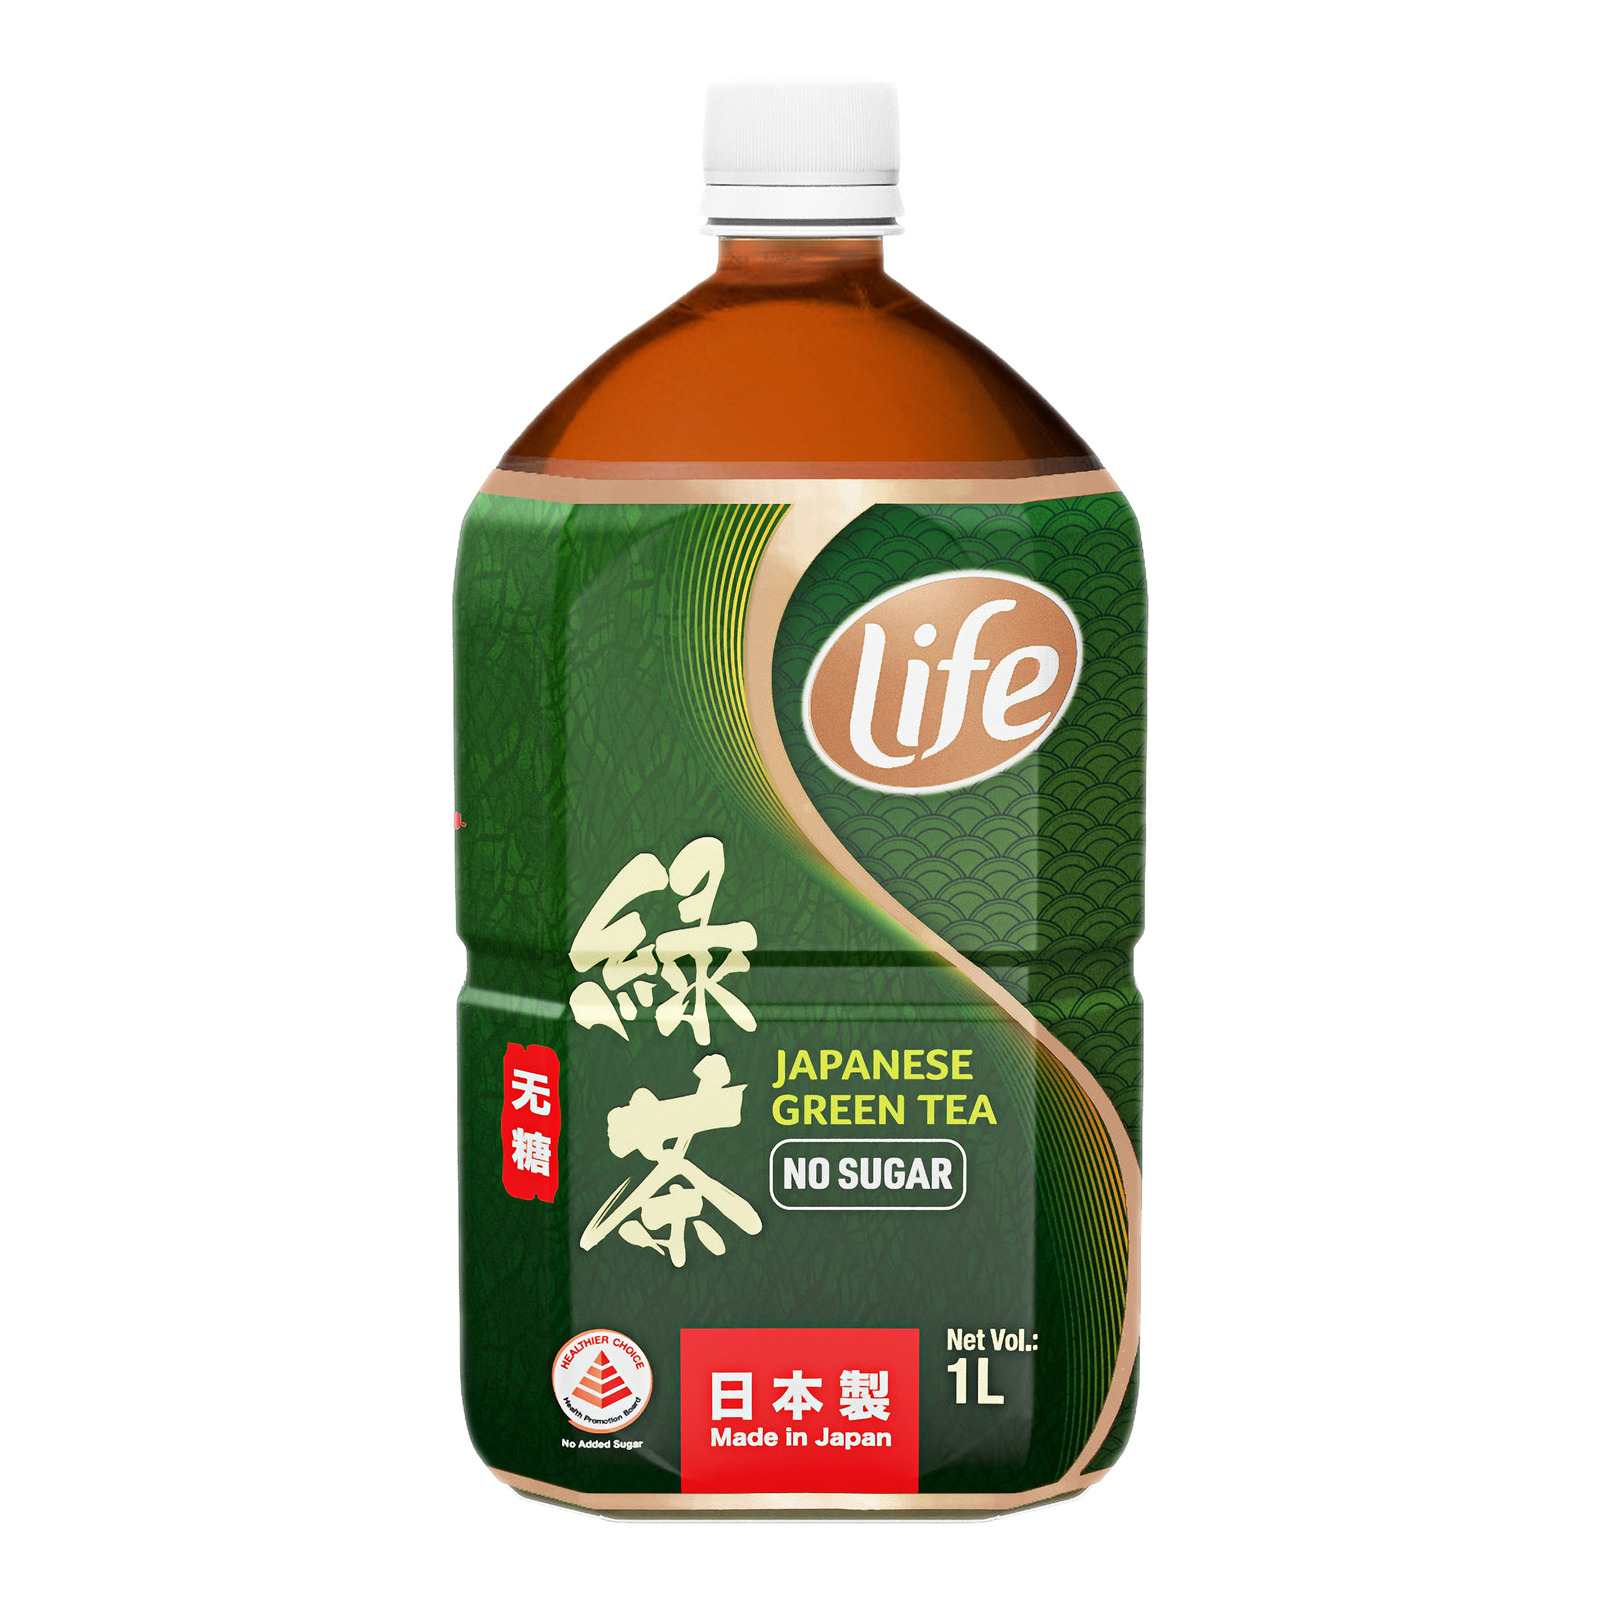 Life
綠茶
JAPANESE
GREEN TEA
NO SUGAR
无糖
HEALTHIER CHOICE
Health Promotion Board
No Added Sugar
日本製
Made in Japan
Net Vol.:
1L